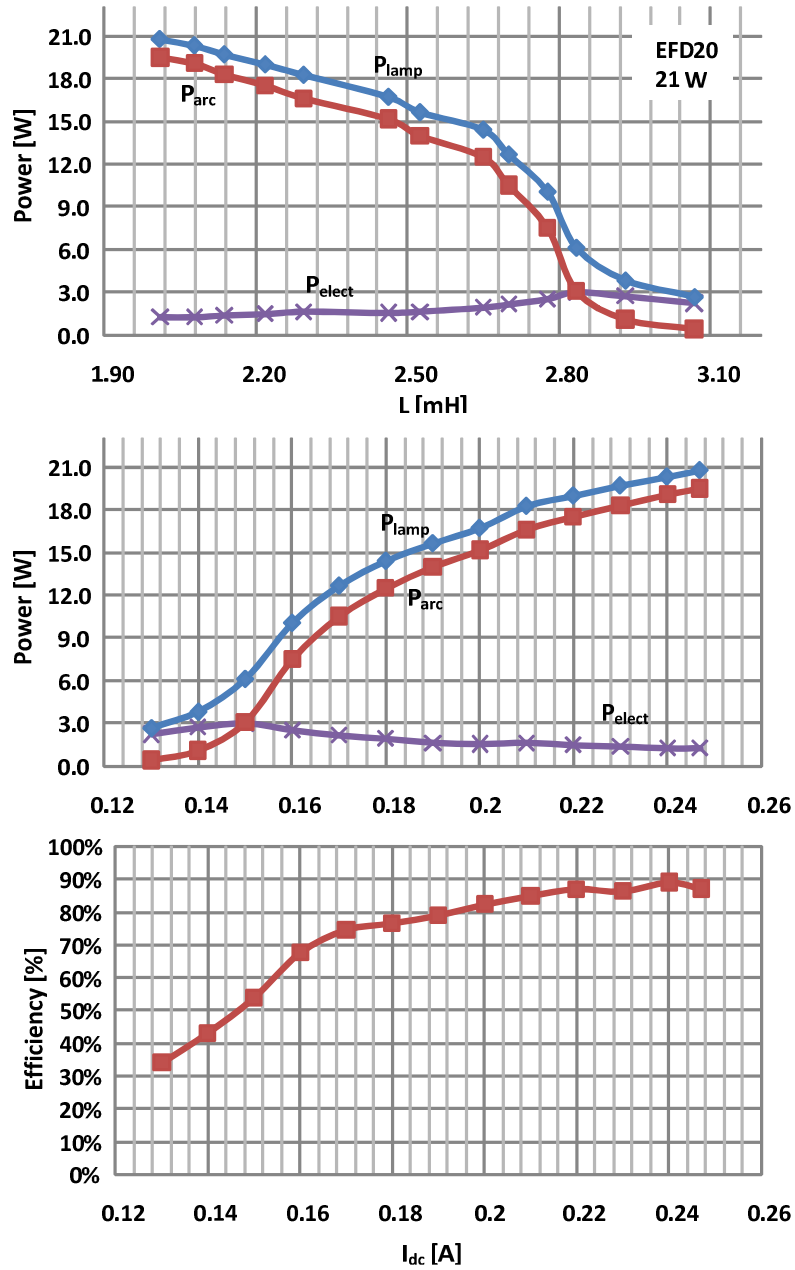 21.0
18.0
15.0
12.0
9.0
6.0
3.0
0.0
Power [W]
EFD20
21 W
Plamp
Parc
Pelect
1.90 2.20 2.50 2.80 3.10
L [mH]
21.0
18.0
15.0
12.0
9.0
6.0
3.0
0.0
Power [W]
Plamp
Parc
Pelect
0.12 0.14 0.16 0.18 0.2 0.22 0.24 0.26
100%
90%
80%
70%
60%
50%
40%
30%
20%
10%
0%
Efficiency [%]
0.12 0.14 0.16 0.18 0.2 0.22 0.24 0.26
Idc [A]